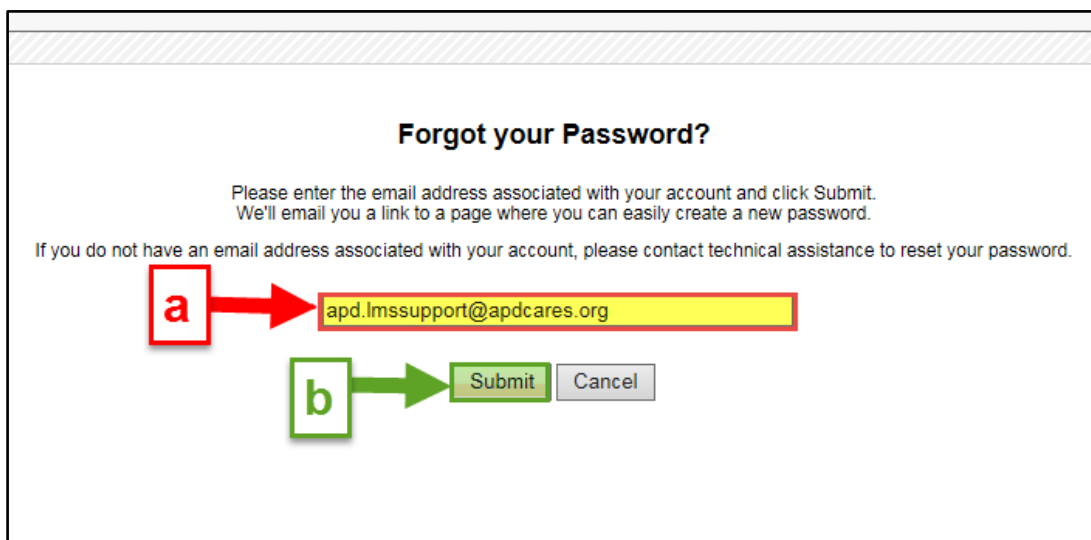 Forgot your Password?
Please enter the email address associated with your account and click Submit.
We'll email you a link to a page where you can easily create a new password.
If you do not have an email address associated with your account, please contact technical assistance to reset your password.
a
apd.lmssupport@apdcares.org
b
Submit Cancel